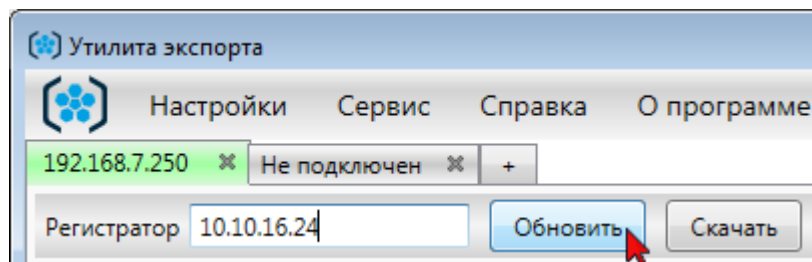 Утилита экспорта
Настройки Сервис Справка О программе
192.168.7.250 Не подключен +
Регистратор 10.10.16.24 Обновить Скачать